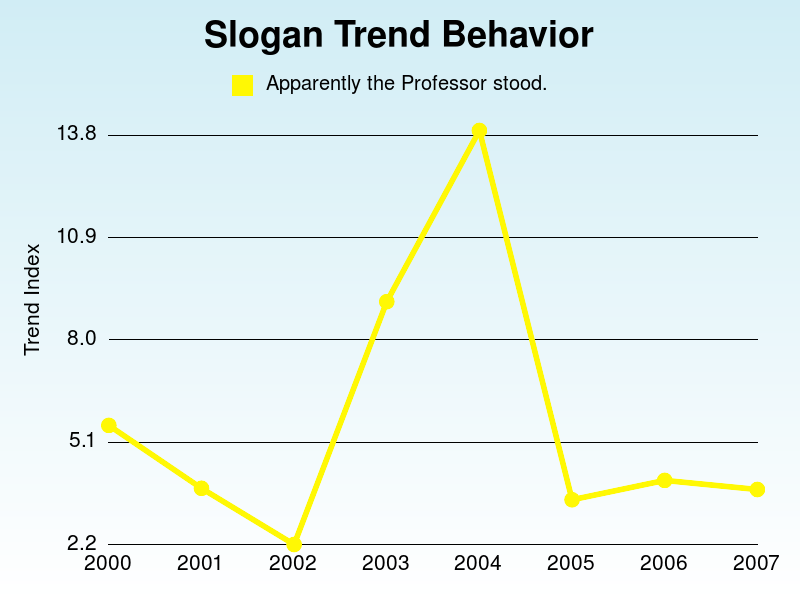 Slogan Trend Behavior
Apparently the Professor stood.
Trend Index
13.8
10.9
8.0
5.1
2.2
2000 2001 2002 2003 2004 2005 2006 2007